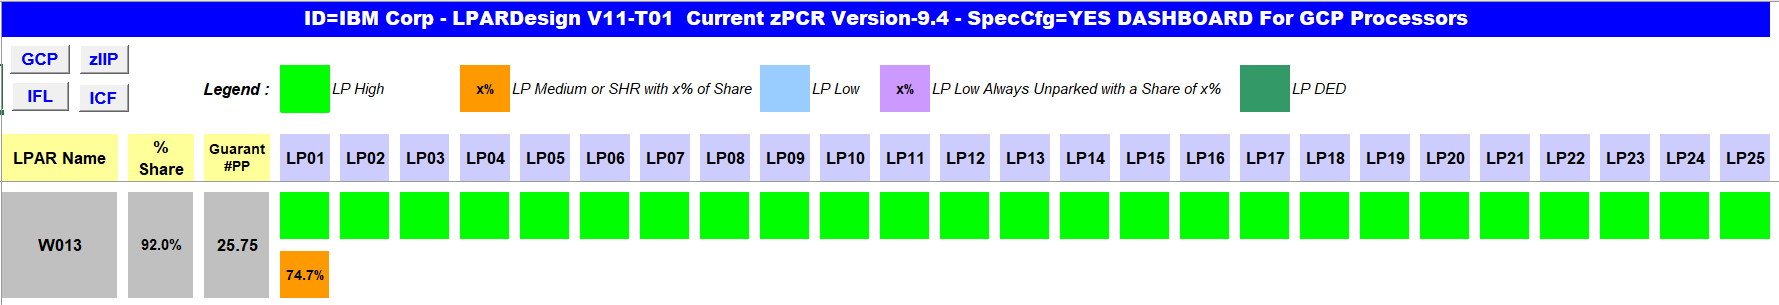 ID=IBM Corp - LPARDesign V11-T01 Current zPCR Version-9.4 - SpecCfg=YES DASHBOARD For GCP Processors
GCP zIIP
IFL ICF
Legend : LP High x% LP Medium or SHR with x% of Share LP Low x% LP Low Always Unparked with a Share of x% LP DED
LPAR Name % Share Guarant #PP LP01 LP02 LP03 LP04 LP05 LP06 LP07 LP08 LP09 LP10 LP11 LP12 LP13 LP14 LP15 LP16 LP17 LP18 LP19 LP20 LP21 LP22 LP23 LP24 LP25
W013 92.0% 25.75
74.7%